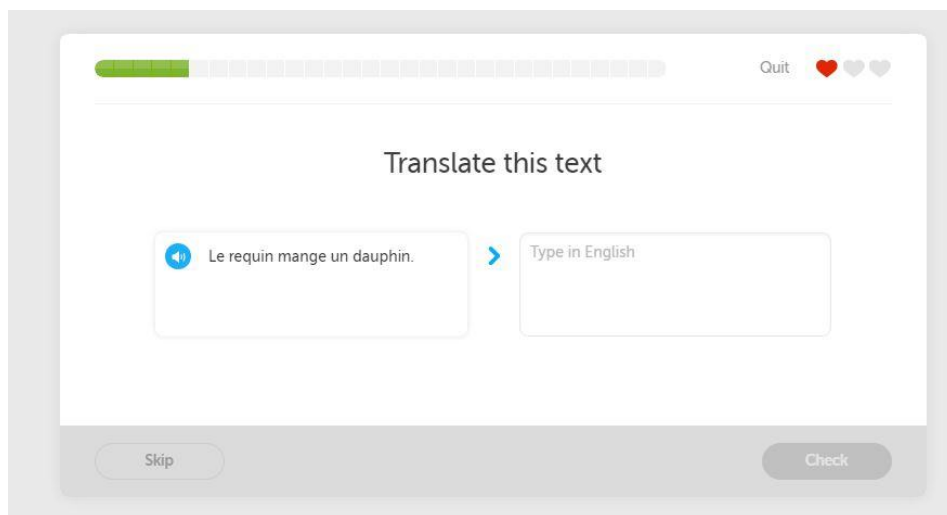 Quit
Translate this text
Le requin mange un dauphin.
Type in English
Skip
Check